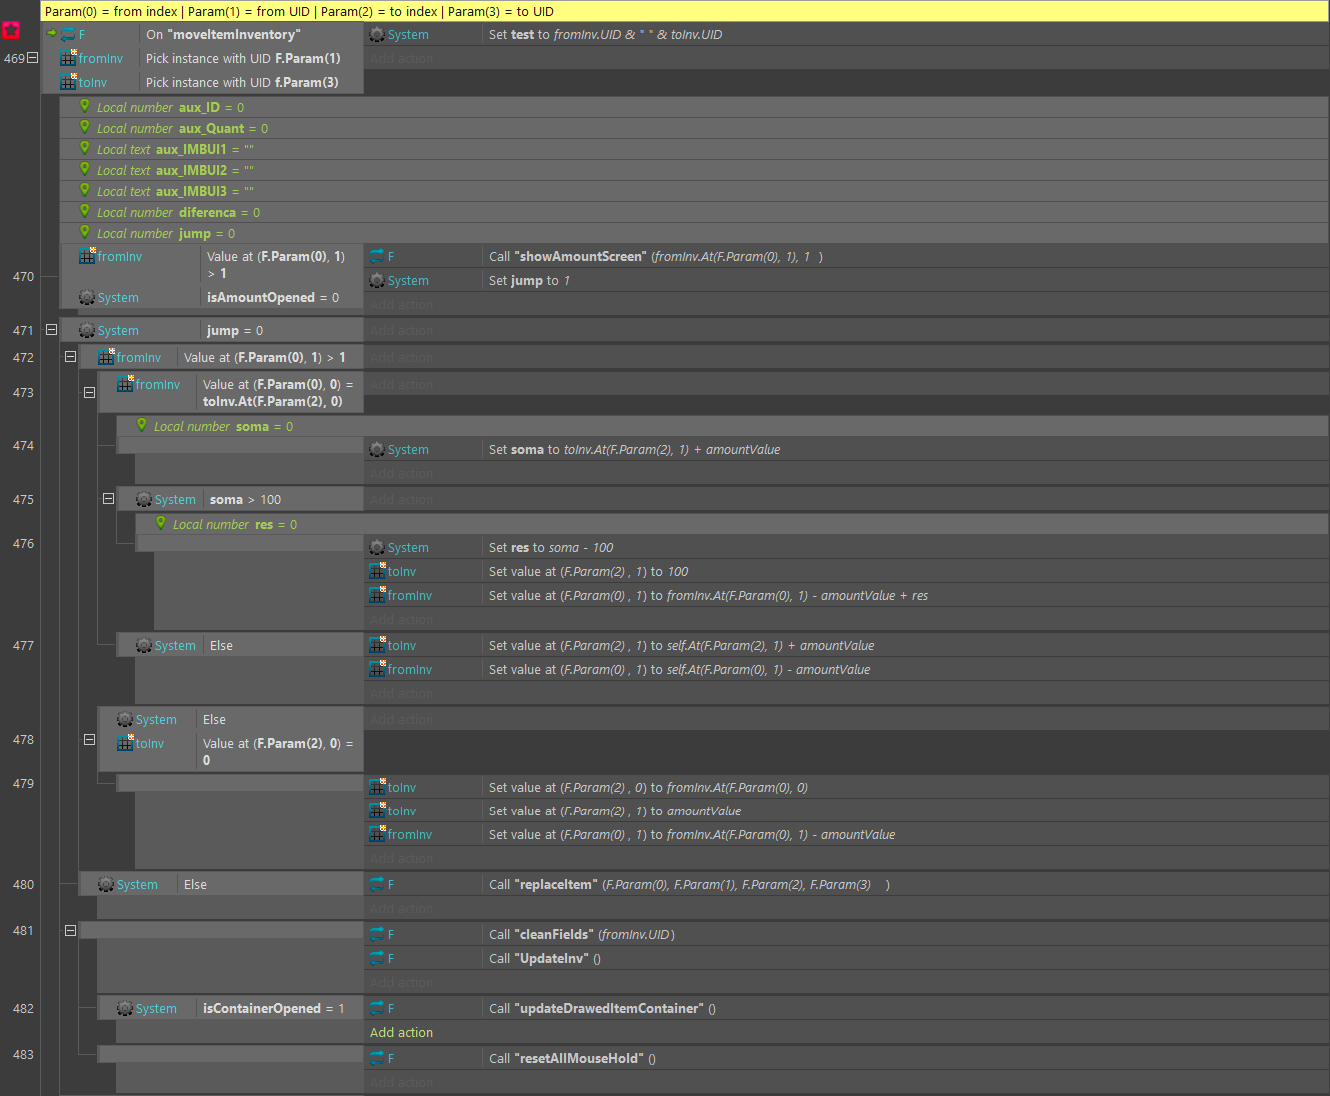 Param(0) = from index | Param(1) = from UID | Param(2) = to index | Param(3) = to UID
F On "moveItemInventory" System Set test to fromInv.UID & " " & toInv.UID
469 fromInv Pick instance with UID F.Param(1) Add action
toInv Pick instance with UID f.Param(3)
Local number aux_ID = 0
Local number aux_Quant = 0
Local text aux_IMBUI1 = ""
Local text aux_IMBUI2 = ""
Local text aux_IMBUI3 = ""
Local number diferenca = 0
Local number jump = 0
fromInv Value at (F.Param(0), 1) F Call "showAmountScreen" (fromInv.At(F.Param(0), 1), 1 )
> 1
470 System Set jump to 1
System isAmountOpened = 0 Add action
471 System jump = 0 Add action
472 fromInv Value at (F.Param(0), 1) > 1 Add action
473 fromInv Value at (F.Param(0), 0) = Add action
toInv.At(F.Param(2), 0)
Local number soma = 0
474 System Set soma to toInv.At(F.Param(2), 1) + amountValue
Add action
475 System soma > 100 Add action
Local number res = 0
476 System Set res to soma - 100
toInv Set value at (F.Param(2) , 1) to 100
fromInv Set value at (F.Param(0) , 1) to fromInv.At(F.Param(0), 1) - amountValue + res
Add action
477 System Else toInv Set value at (F.Param(2) , 1) to self.At(F.Param(2), 1) + amountValue
fromInv Set value at (F.Param(0) , 1) to self.At(F.Param(0), 1) - amountValue
Add action
System Else Add action
478 toInv Value at (F.Param(2), 0) =
0
479 toInv Set value at (F.Param(2) , 0) to fromInv.At(F.Param(0), 0)
toInv Set value at (F.Param(2) , 1) to amountValue
fromInv Set value at (F.Param(0) , 1) to fromInv.At(F.Param(0), 1) - amountValue
Add action
480 System Else F Call "replaceItem" (F.Param(0), F.Param(1), F.Param(2), F.Param(3) )
Add action
481 F Call "cleanFields" (fromInv.UID)
F Call "UpdateInv" ()
Add action
482 System isContainerOpened = 1 F Call "updateDrawedItemContainer" ()
Add action
483 F Call "resetAllMouseHold" ()
Add action